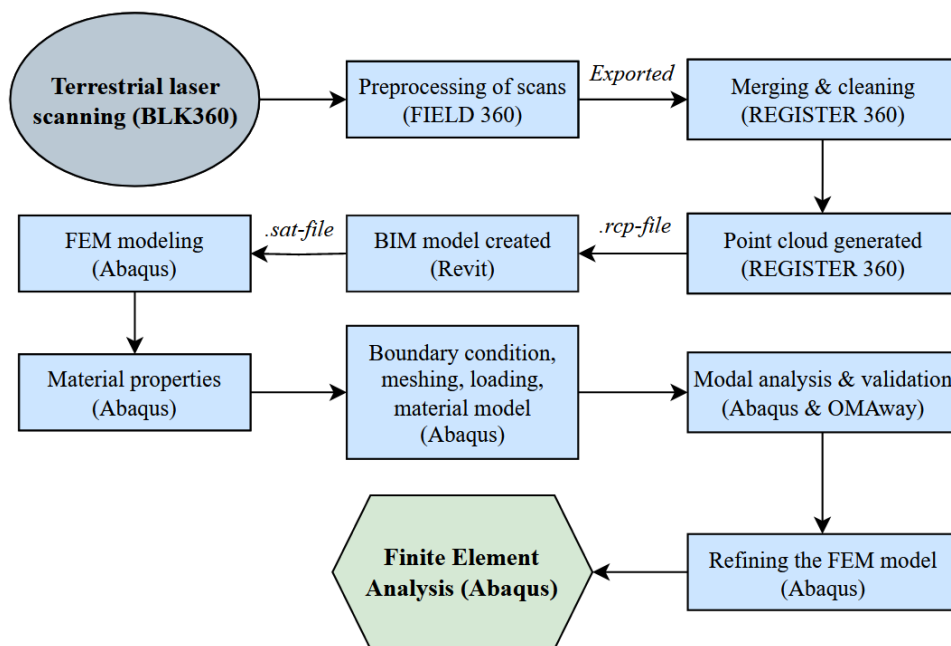 Terrestrial laser
scanning (BLK360)
Preprocessing of scans
(FIELD 360)
Exported
Merging & cleaning
(REGISTER 360)
Point cloud generated
(REGISTER 360)
.rcp-file
BIM model created
(Revit)
.sat-file
FEM modeling
(Abaqus)
Material properties
(Abaqus)
Boundary condition,
meshing, loading,
material model
(Abaqus)
Modal analysis & validation
(Abaqus & OMAway)
Refining the FEM model
(Abaqus)
Finite Element
Analysis (Abaqus)